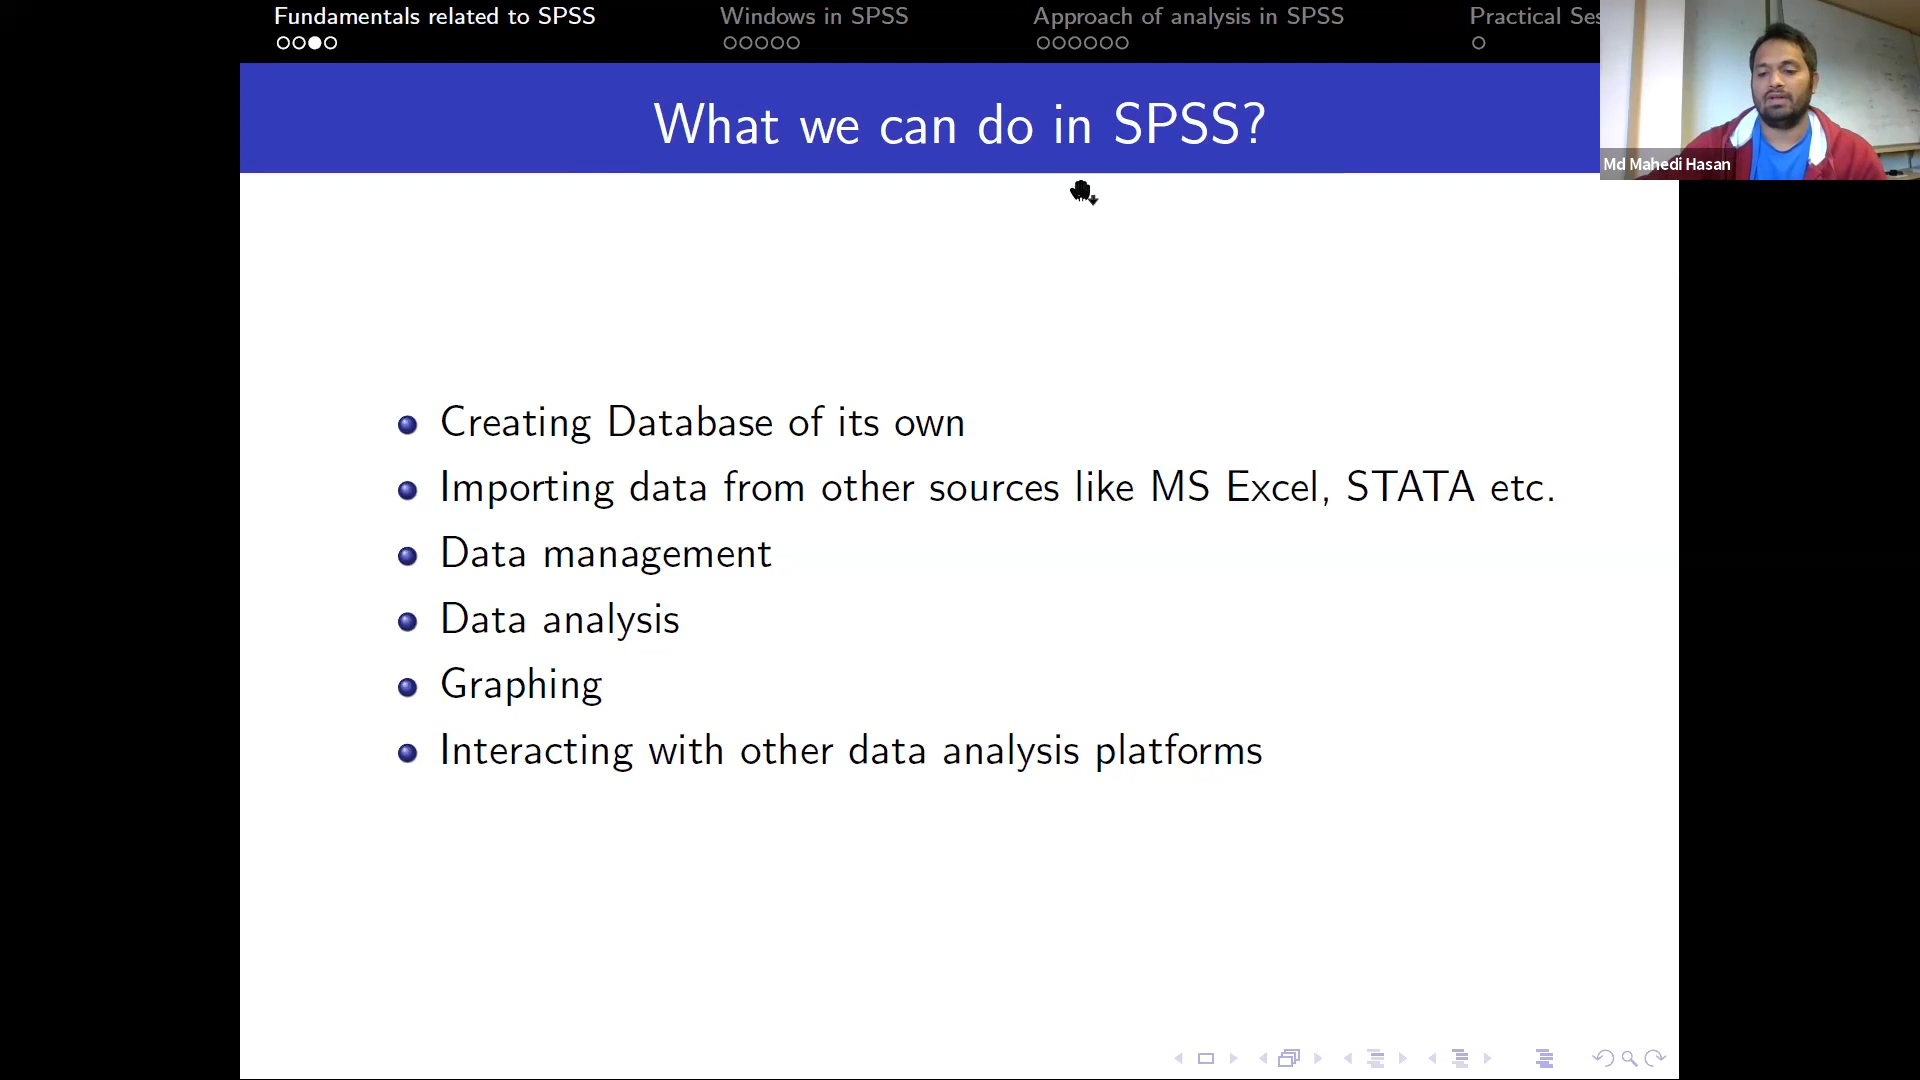 Fundamentals related to SPSS
Windows in SPSS
Approach of analysis in SPSS
Practical Ses
Md Mahedi Hasan
What we can do in SPSS?
Creating Database of its own
Importing data from other sources like MS Excel, STATA etc.
Data management
Data analysis
Graphing
Interacting with other data analysis platforms